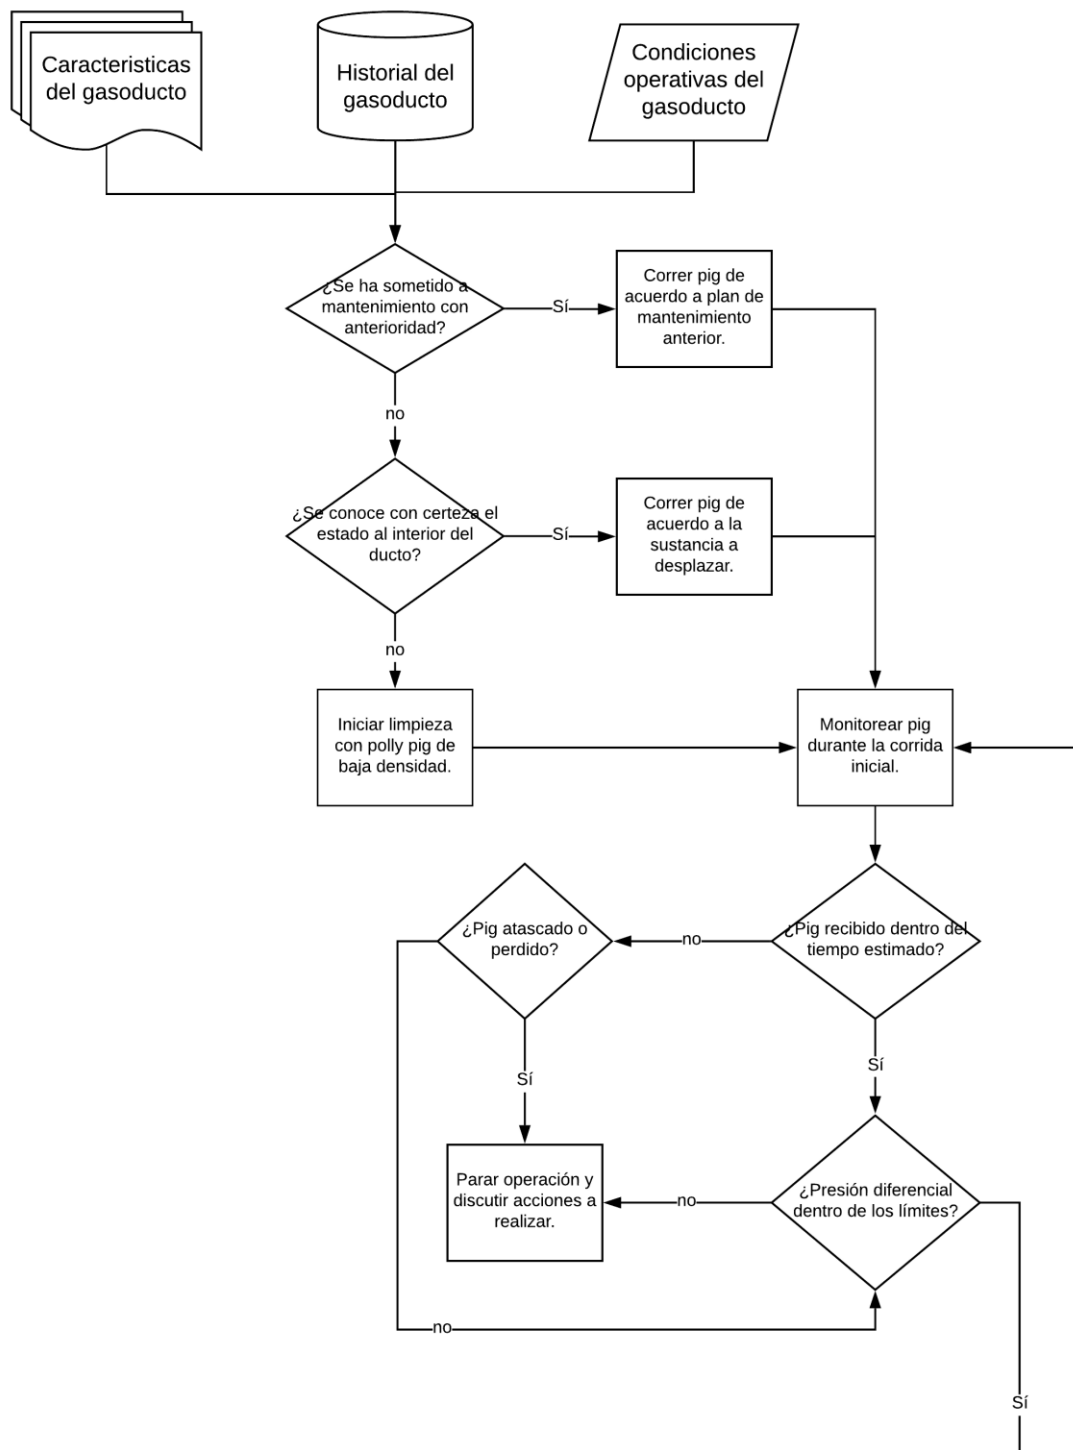 Caracteristicas
del gasoducto
Historial del
gasoducto
Condiciones
operativas del
gasoducto
¿Se ha sometido a
mantenimiento con
anterioridad?
Sí
Correr pig de
acuerdo a plan de
mantenimiento
anterior.
no
¿Se conoce con certeza el
estado al interior del
ducto?
Sí
Correr pig de
acuerdo a la
sustancia a
desplazar.
no
Iniciar limpieza
con polly pig de
baja densidad.
Monitorear pig
durante la corrida
inicial.
¿Pig atascado o
perdido?
no
¿Pig recibido dentro del
tiempo estimado?
Sí
Sí
Parar operación y
discutir acciones a
realizar.
no
¿Presión diferencial
dentro de los límites?
no
Sí